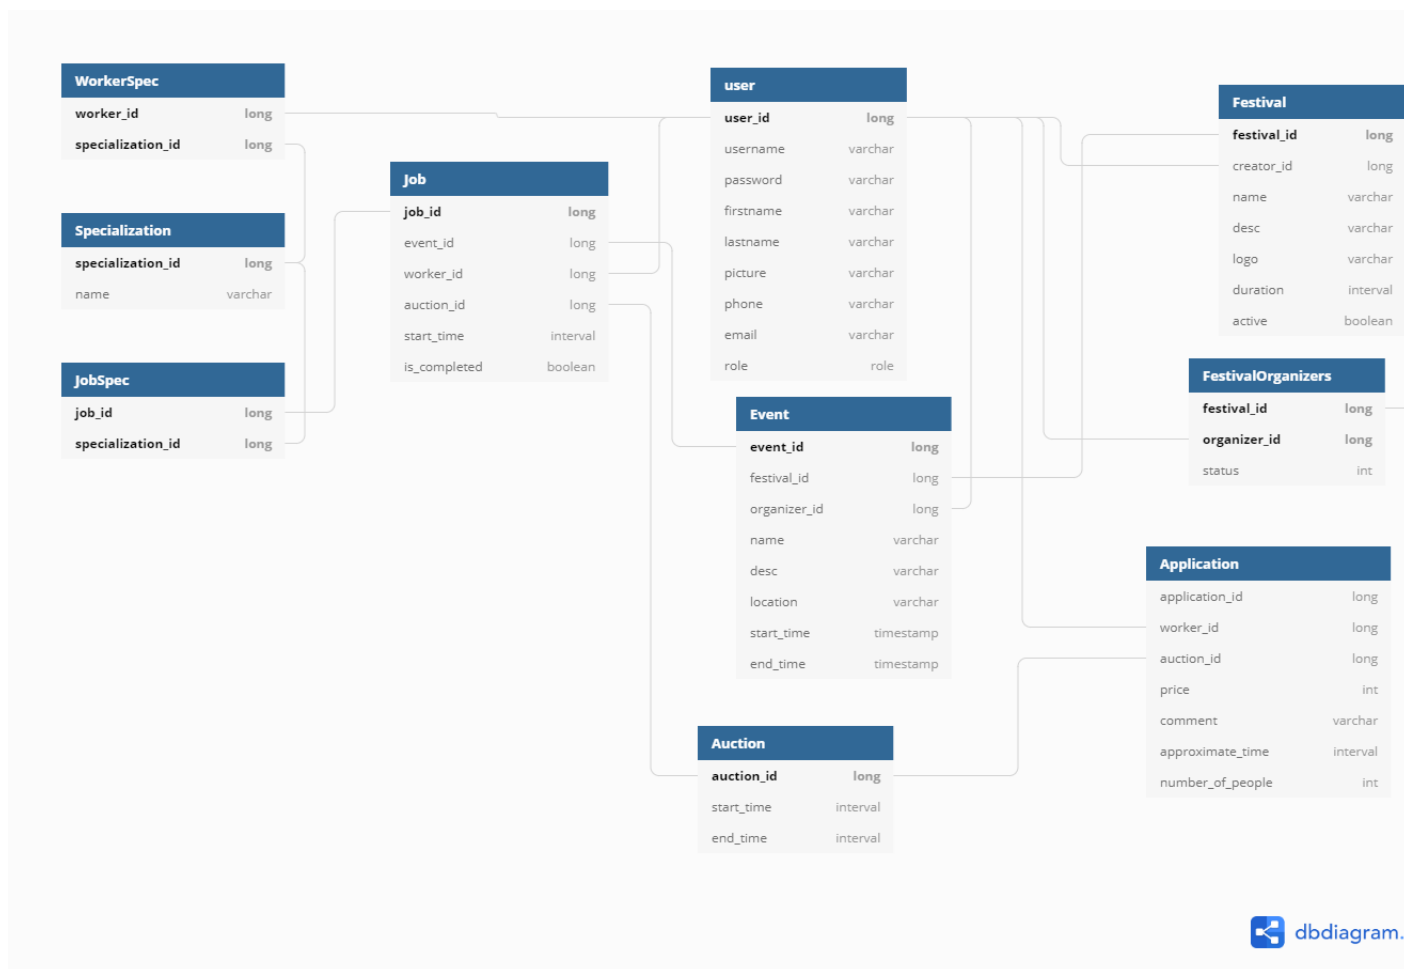 WorkerSpec
worker_id long
specialization_id long
Specialization
specialization_id long
name varchar
JobSpec
job_id long
specialization_id long
Job
job_id long
event_id long
worker_id long
auction_id long
start_time interval
is_completed boolean
user
user_id long
username varchar
password varchar
firstname varchar
lastname varchar
picture varchar
phone varchar
email varchar
role role
Event
event_id long
festival_id long
organizer_id long
name varchar
desc varchar
location varchar
start_time timestamp
end_time timestamp
Auction
auction_id long
start_time interval
end_time interval
Festival
festival_id long
creator_id long
name varchar
desc varchar
logo varchar
duration interval
active boolean
FestivalOrganizers
festival_id long
organizer_id long
status int
Application
application_id long
worker_id long
auction_id long
price int
comment varchar
approximate_time interval
number_of_people int
dbdiagram.